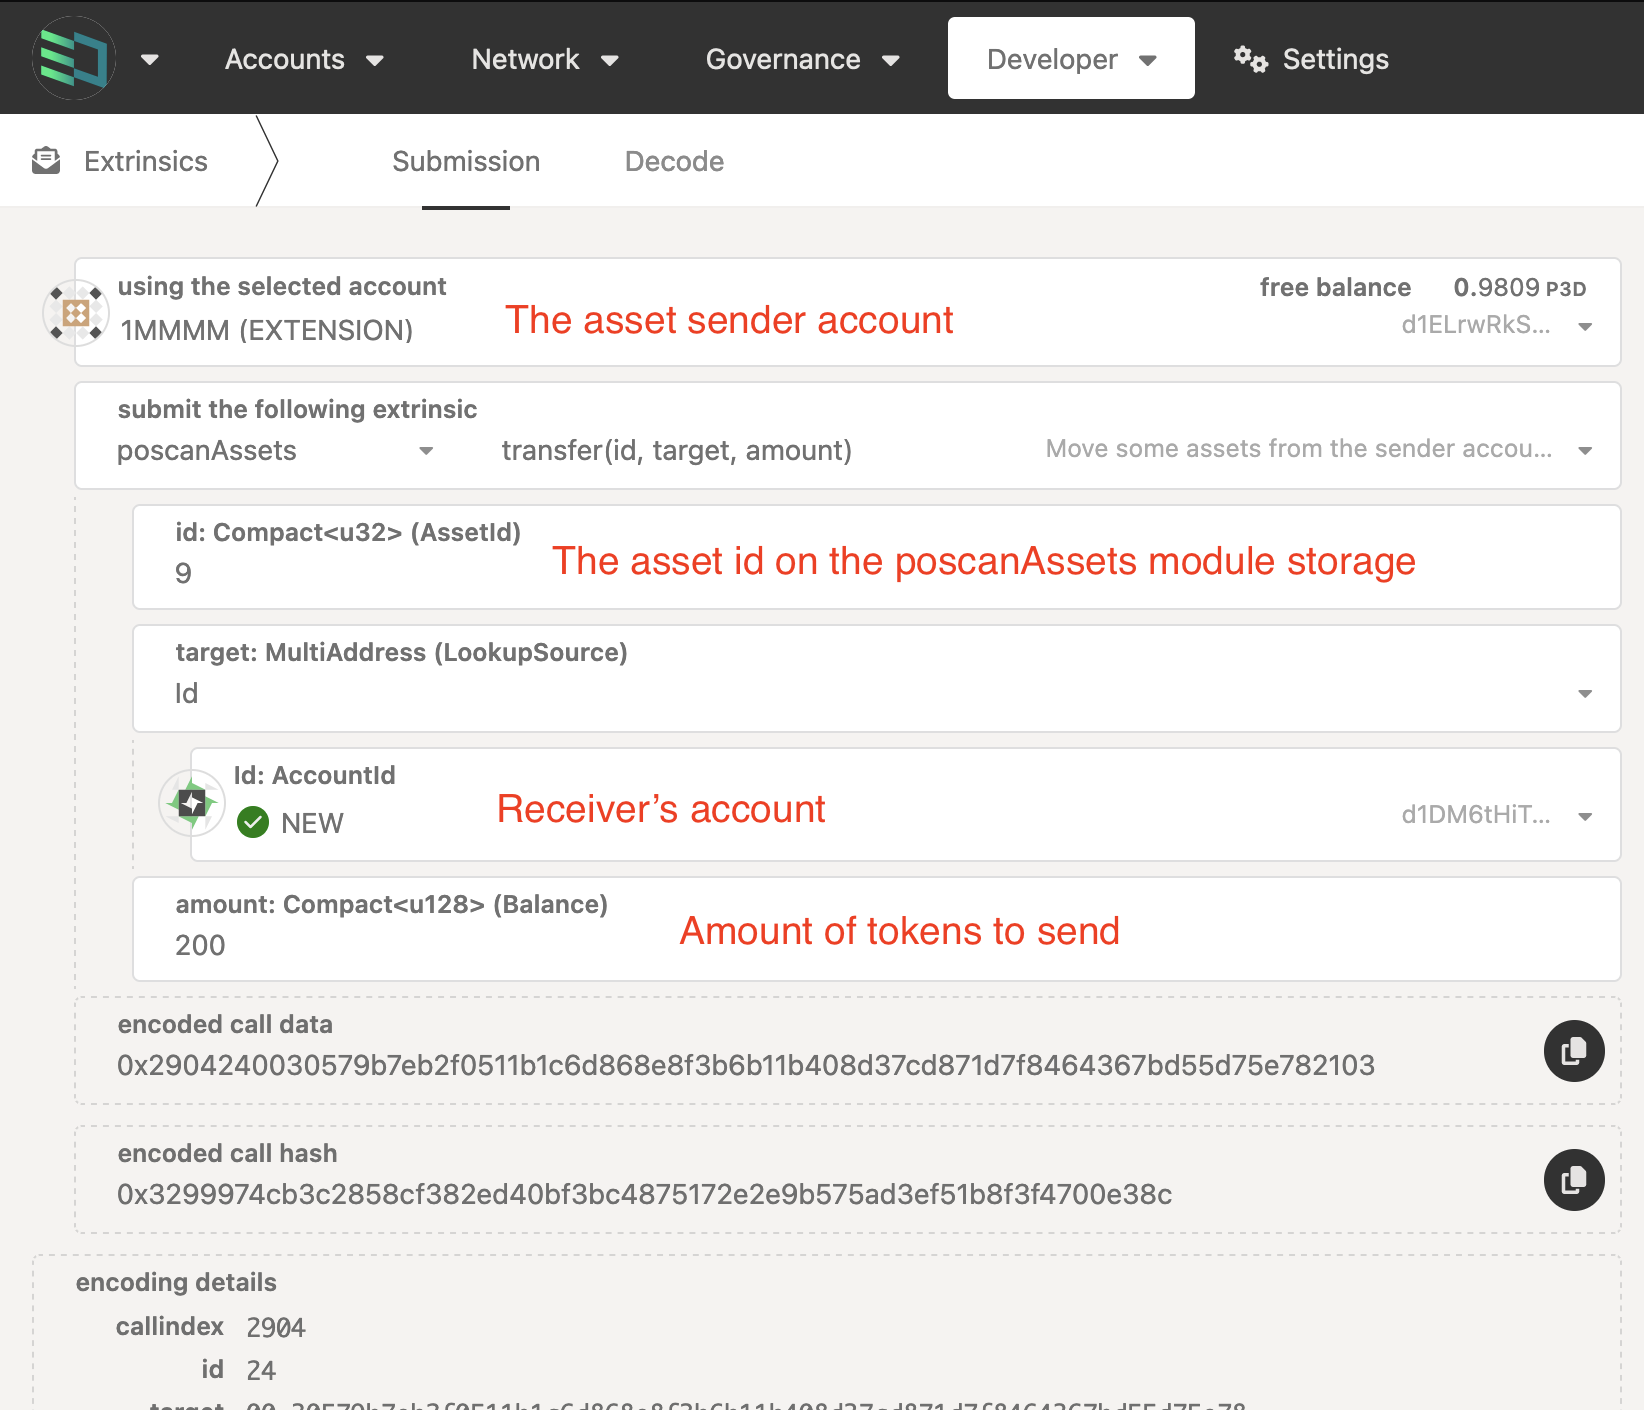 Accounts Network Governance Developer Settings
Extrinsics Submission Decode
using the selected account free balance 0.9809 P3D
1MMMM (EXTENSION) The asset sender account d1ELrwRkS...
submit the following extrinsic
poscanAssets transfer(id, target, amount) Move some assets from the sender accou...
id: Compact<u32> (AssetId)
9 The asset id on the poscanAssets module storage
target: MultiAddress (LookupSource)
Id
Id: AccountId
NEW Receiver's account d1DM6tHiT...
amount: Compact<u128> (Balance)
200 Amount of tokens to send
encoded call data
0x2904240030579b7eb2f0511b1c6d868e8f3b6b11b408d37cd871d7f8464367bd55d75e782103
encoded call hash
0x3299974cb3c2858cf382ed40bf3bc4875172e2e9b575ad3ef51b8f3f4700e38c
encoding details
callindex 2904
id 24
target 00 30579b7eb2f0511b1c6d868e8f3b6b11b408d37cd871d7f8464367bd55d75e78